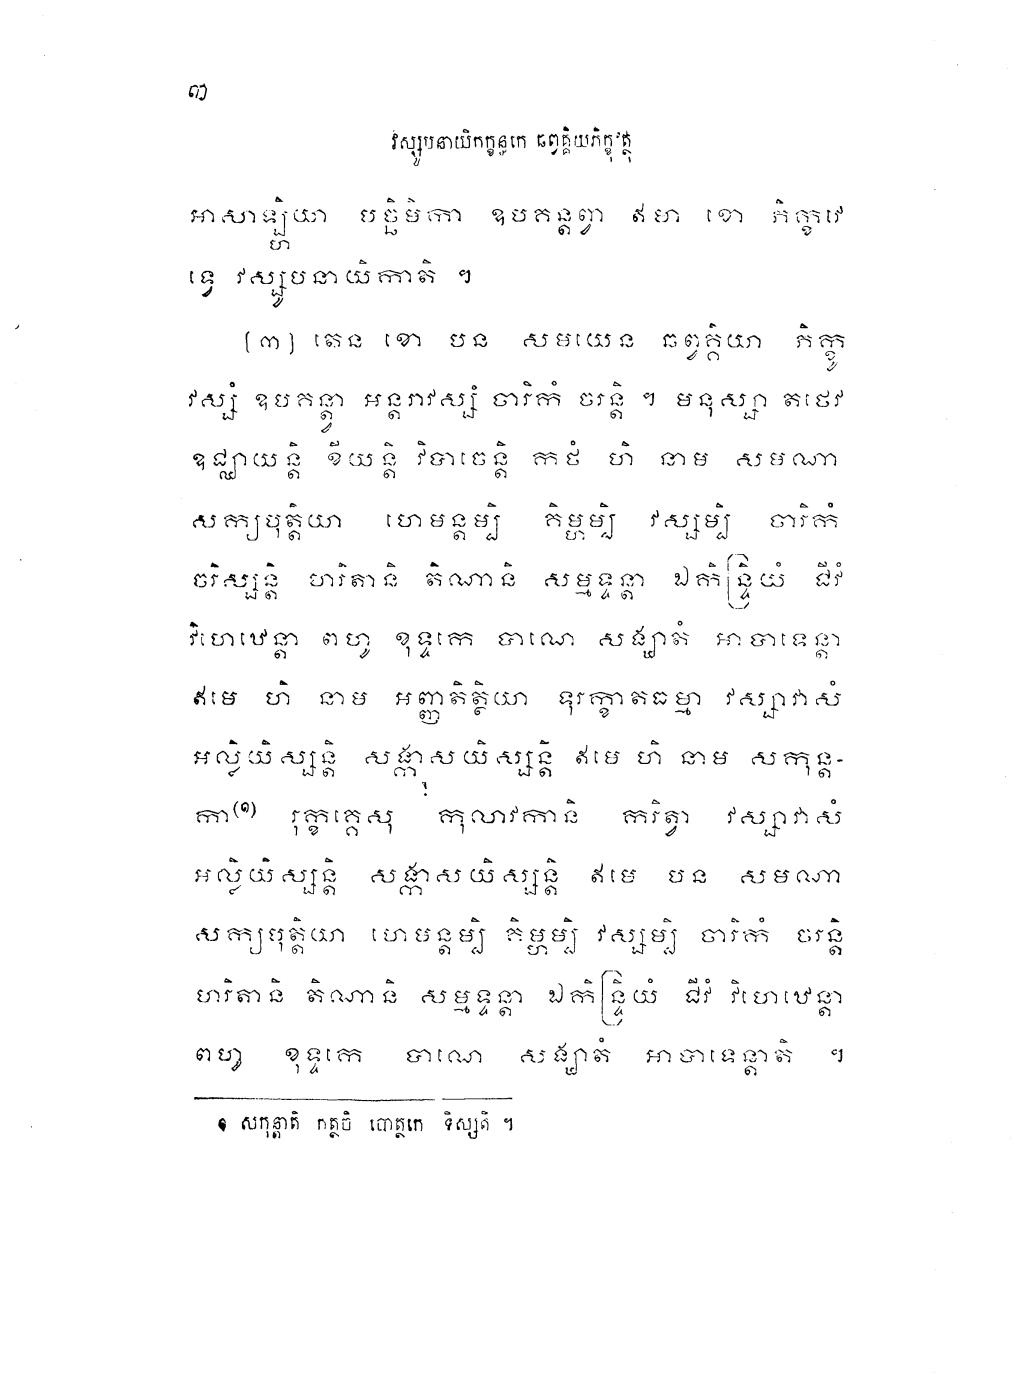 ៣
វស្សូបនាយិកក្ខន្ធកេ ឆព្វគ្គិយភិក្ខុវត្ថុ
អាសាឡ្ហិយា បច្ឆិមិកា ឧបគន្តព្វា ឥមា ខោ ភិក្ខវេ
ទ្វេ វស្សូបនាយិកាតិ ។
[៣] តេន ខោ បន សមយេន ឆព្វគ្គិយា ភិក្ខូ
វស្សំ ឧបគន្ត្វា អន្តរាវស្សំ ចារិកំ ចរន្តិ ។ មនុស្សា តថេវ
ឧជ្ឈាយន្តិ ខីយន្តិ វិបាចេន្តិ កថំ ហិ នាម សមណា
សក្យបុត្តិយា ហេមន្តម្បិ គិម្ហម្បិ វស្សម្បិ ចារិកំ
ចរិស្សន្តិ ហរិតានិ តិណានិ សម្មទ្ទន្តា ឯកិន្ទ្រិយំ ជីវំ
វិហេឋេន្តា ពហូ ខុទ្ទកេ បាណេ សង្ឃាតំ អាបាទេន្តា
ឥមេ ហិ នាម អញ្ញតិត្ថិយា ទុរក្ខាតធម្មា វស្សាវាសំ
អល្លិយិស្សន្តិ សង្កាសយិស្សន្តិ ឥមេ ហិ នាម សកុន្ត-
កា(១) រុក្ខគ្គេសុ កុលាវកានិ ករិត្វា វស្សាវាសំ
អល្លិយិស្សន្តិ សង្កាសយិស្សន្តិ ឥមេ បន សមណា
សក្យបុត្តិយា ហេមន្តម្បិ គិម្ហម្បិ វស្សម្បិ ចារិកំ ចរន្តិ
ហរិតានិ តិណានិ សម្មទ្ទន្តា ឯកិន្ទ្រិយំ ជីវំ វិហេឋេន្តា
ពហូ ខុទ្ទកេ បាណេ សង្ឃាតំ អាបាទេន្តាតិ ។
១ សកុន្តាតិ កត្ថចិ បោត្ថកេ ទិស្សតិ ។